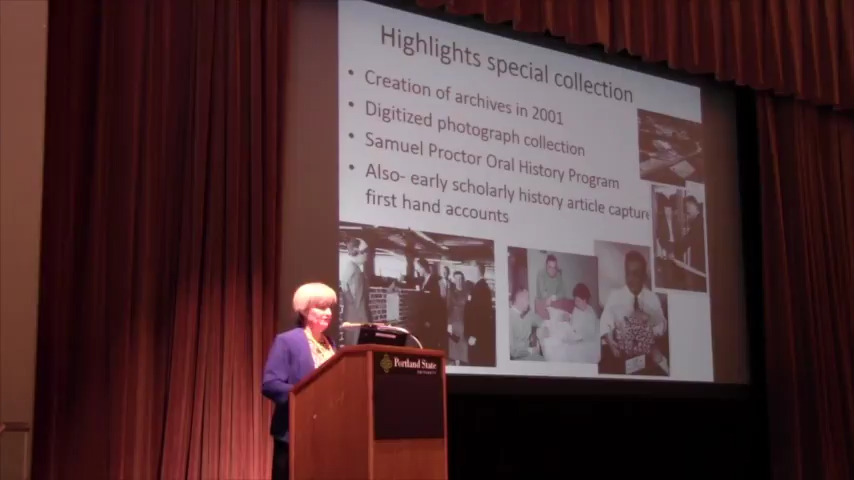 Highlights special collection
• Creation of archives in 2001
• Digitized photograph collection
• Samuel Proctor Oral History Program
• Also- early scholarly history article capture
first hand accounts
Portland State
UNIVERSITY